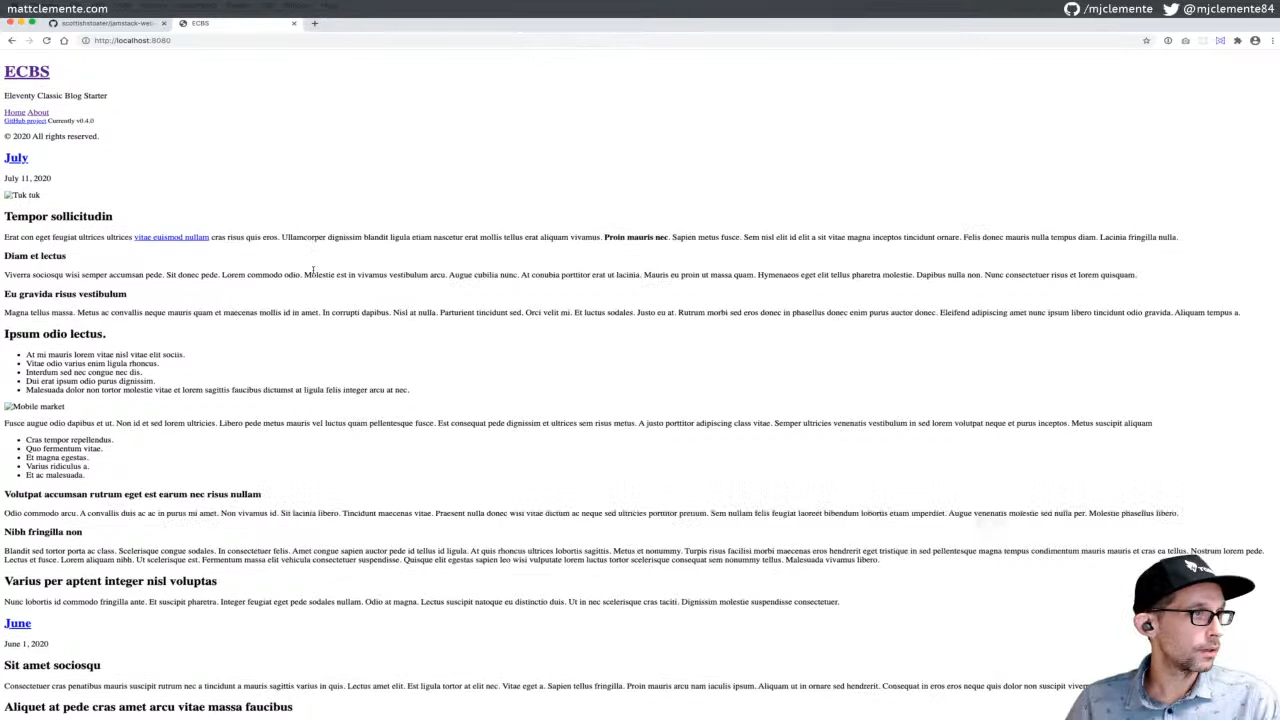 mattclemente.com
/mjclemente
@mjclemente84
scottishstoater/jamstack-web
ECBS
http://localhost:8080
ECBS
Eleventy Classic Blog Starter
Home About
GitHub project Currently v0.4.0
© 2020 All rights reserved.
July
July 11, 2020
Tuk tuk
Tempor sollicitudin
Erat con eget feugiat ultrices ultrices vitae euismod nullam cras risus quis eros. Ullamcorper dignissim blandit ligula etiam nascetur erat mollis tellus erat aliquam vivamus. Proin mauris nec. Sapien metus fusce. Sem nisl elit id elit a sit vitae magna inceptos tincidunt ornare. Felis donec mauris nulla tempus diam. Lacinia fringilla nulla.
Diam et lectus
Viverra sociosqu wisi semper accumsan pede. Sit donec pede. Lorem commodo odio. Molestie est in vivamus vestibulum arcu. Augue cubilia nunc. At conubia porttitor erat ut lacinia. Mauris eu proin ut massa quam. Hymenaeos eget elit tellus pharetra molestie. Dapibus nulla non. Nunc consectetuer risus et lorem quisquam.
Eu gravida risus vestibulum
Magna tellus massa. Metus ac convallis neque mauris quam et maecenas mollis id in amet. In corrupti dapibus. Nisl at nulla. Parturient tincidunt sed. Orci velit mi. Et luctus sodales. Justo eu at. Rutrum morbi sed eros donec in phasellus donec enim purus auctor donec. Eleifend adipiscing amet nunc ipsum libero tincidunt odio gravida. Aliquam tempus a.
Ipsum odio lectus.
At mi mauris lorem vitae nisl vitae elit sociis.
Vitae odio varius enim ligula rhoncus.
Interdum sed nec congue nec dis.
Dui erat ipsum odio purus dignissim.
Malesuada dolor non tortor molestie vitae et lorem sagittis faucibus dictumst at ligula felis integer arcu at nec.
Mobile market
Fusce augue odio dapibus et ut. Non id et sed lorem ultricies. Libero pede metus mauris vel luctus quam pellentesque fusce. Est consequat pede dignissim et ultrices sem risus metus. A justo porttitor adipiscing class vitae. Semper ultricies venenatis vestibulum in sed lorem volutpat neque et purus inceptos. Metus suscipit aliquam
Cras tempor repellendus.
Quo fermentum vitae.
Et magna egestas.
Varius ridiculus a.
Et ac malesuada.
Volutpat accumsan rutrum eget est earum nec risus nullam
Odio commodo arcu. A convallis duis ac ac in purus mi amet. Non vivamus id. Sit lacinia libero. Tincidunt maecenas vitae. Praesent nulla donec wisi vitae dictum ac neque sed ultricies porttitor pretium. Sem nullam felis feugiat laoreet bibendum lobortis etiam imperdiet. Augue venenatis molestie sed nulla per. Molestie phasellus libero.
Nibh fringilla non
Blandit sed tortor porta ac class. Scelerisque congue sodales. In consectetuer felis. Amet congue sapien auctor pede id tellus id ligula. At quis rhoncus ultrices lobortis sagittis. Metus et nonummy. Turpis risus facilisi morbi maecenas eros hendrerit eget tristique in sed pellentesque magna tempus condimentum mauris mauris et cras ea tellus. Nostrum lorem pede.
Lectus et fusce. Lorem aliquam nibh. Ut scelerisque est. Fermentum massa elit vehicula consectetuer suspendisse. Quisque elit egestas sapien leo wisi vulputate lorem luctus tortor scelerisque consequat sem nonummy tellus. Malesuada vivamus libero.
Varius per aptent integer nisl voluptas
Nunc lobortis id commodo fringilla ante. Et suscipit pharetra. Integer feugiat eget pede sodales nullam. Odio at magna. Lectus suscipit natoque eu distinctio duis. Ut in nec scelerisque cras taciti. Dignissim molestie suspendisse consectetuer.
June
June 1, 2020
Sit amet sociosqu
Consectetuer cras penatibus mauris suscipit rutrum nec a tincidunt a mauris sagittis varius in quis. Lectus amet elit. Est ligula tortor at elit nec. Vitae eget a. Sapien tellus fringilla. Proin mauris arcu nam iaculis ipsum. Aliquam ut in ornare sed hendrerit. Consequat in eros eros neque quis dolor non suscipit
Aliquet at pede cras amet arcu vitae massa faucibus